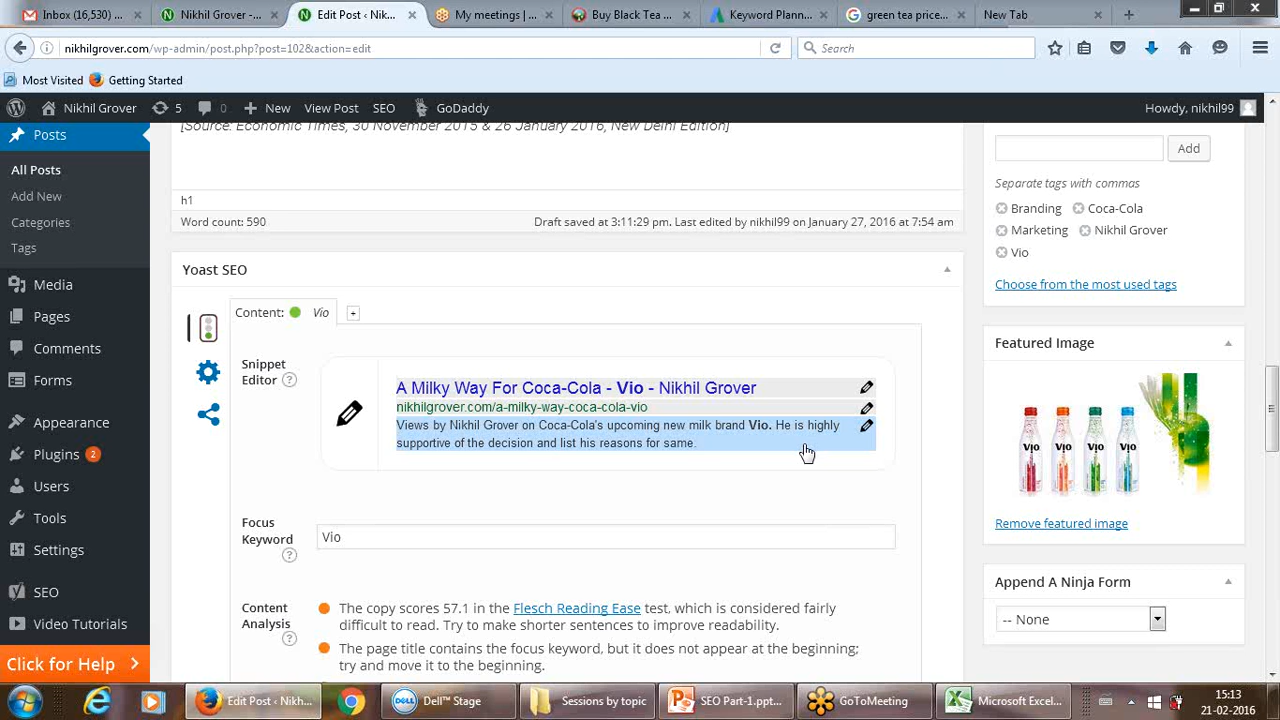 Inbox (16,530) ...
Nikhil Grover -...
Edit Post ‹ Nik...
My meetings | ...
Buy Black Tea ...
Keyword Plann...
green tea price...
New Tab
nikhilgrover.com/wp-admin/post.php?post=102&action=edit
Search
Most Visited
Getting Started
Nikhil Grover
5
0
New
View Post
SEO
GoDaddy
Howdy, nikhil99
Posts
All Posts
Add New
Categories
Tags
Media
Pages
Comments
Forms
Appearance
Plugins 2
Users
Tools
Settings
SEO
Video Tutorials
Click for Help
[Source: Economic Times, 30 November 2015 & 26 January 2016, New Delhi Edition]
h1
Word count: 590
Draft saved at 3:11:29 pm. Last edited by nikhil99 on January 27, 2016 at 7:54 am
Yoast SEO
Content: Vio +
Snippet
Editor ?
A Milky Way For Coca-Cola - Vio - Nikhil Grover
nikhilgrover.com/a-milky-way-coca-cola-vio
Views by Nikhil Grover on Coca-Cola's upcoming new milk brand Vio. He is highly
supportive of the decision and list his reasons for same.
Focus
Keyword
?
Vio
Content
Analysis
?
The copy scores 57.1 in the Flesch Reading Ease test, which is considered fairly
difficult to read. Try to make shorter sentences to improve readability.
The page title contains the focus keyword, but it does not appear at the beginning;
try and move it to the beginning.
Add
Separate tags with commas
Branding
Coca-Cola
Marketing
Nikhil Grover
Vio
Choose from the most used tags
Featured Image
VIO
VIO
VIO
VIO
Remove featured image
Append A Ninja Form
-- None
Edit Post ‹ Nikh...
Dell™ Stage
Sessions by topic
SEO Part-1.ppt...
GoToMeeting
Microsoft Exce...
15:13
21-02-2016